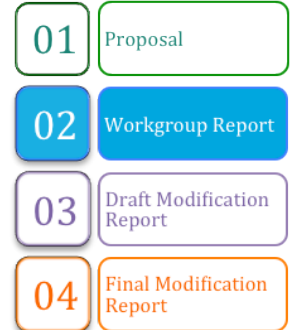 01 Proposal
02 Workgroup Report
03 Draft Modification
Report
04 Final Modification
Report